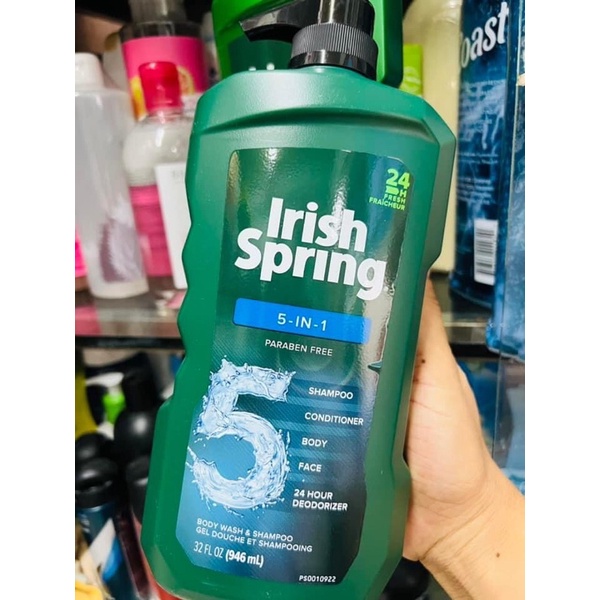 oast
24
H
FRESH
FRAÎCHEUR
Irish
Spring
5-IN-1
PARABEN FREE
5
SHAMPOO
CONDITIONER
BODY
FACE
24 HOUR
DEODORIZER
BODY WASH & SHAMPOO
GEL DOUCHE ET SHAMPOOING
32 FL OZ (946 mL)
PS0010922